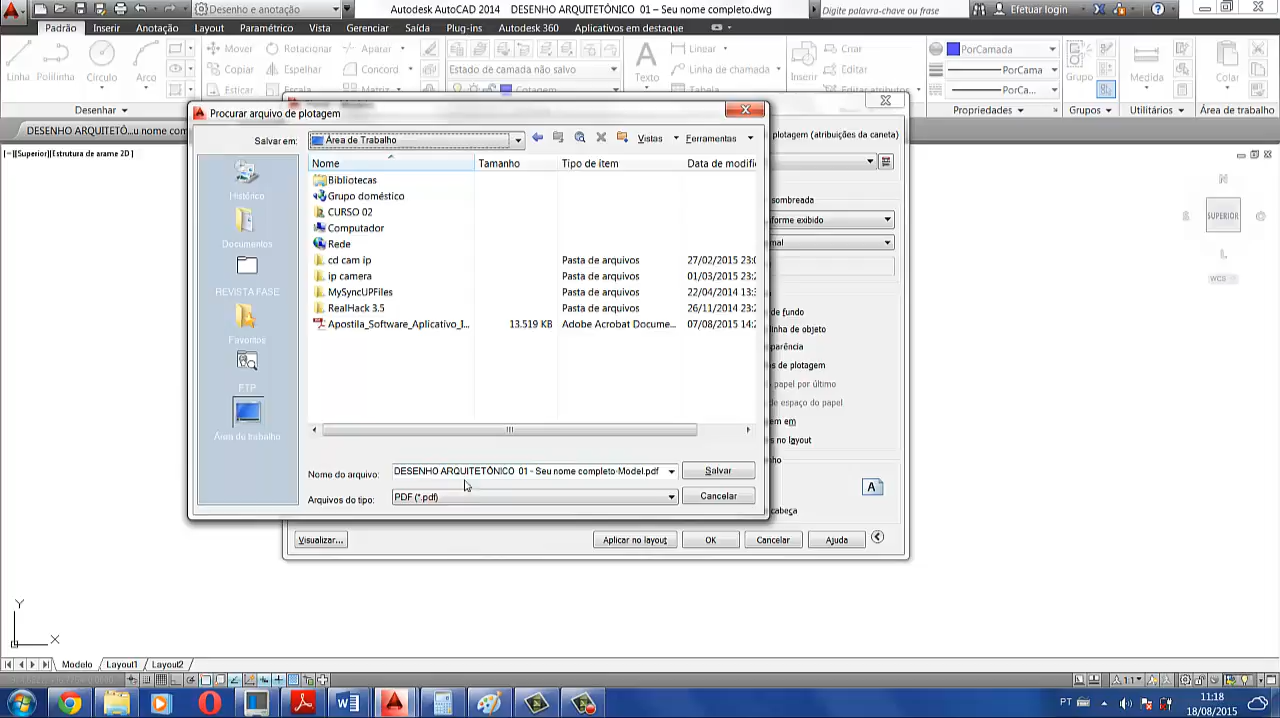 Desenho e anotação
Autodesk AutoCAD 2014 DESENHO ARQUITETÔNICO 01 – Seu nome completo.dwg
Digite palavra-chave ou frase
Efetuar login
Padrão Inserir Anotação Layout Paramétrico Vista Gerenciar Saída Plug-ins Autodesk 360 Aplicativos em destaque
Linha Polilinha Círculo Arco
Mover Rotacionar Aparar
Copiar Espelhar Concord
Esticar Escala Matriz
Estado de camada não salvo
Cotagem
Texto
Linear
Linha de chamada
Tabela
Inserir
Criar
Editar
Editar atributos
PorCamada
PorCama
PorCa...
Grupo
Medida
Colar
Desenhar
Propriedades
Grupos
Utilitários
Área de trabalho
DESENHO ARQUITETÔ...u nome com
[−][Superior][Estrutura de arame 2D]
Procurar arquivo de plotagem
Salvar em:
Área de Trabalho
Vistas
Ferramentas
Nome Tamanho Tipo de item Data de modifi
Bibliotecas
Grupo doméstico
CURSO 02
Computador
Rede
cd cam ip Pasta de arquivos 27/02/2015 23:
ip camera Pasta de arquivos 01/03/2015 23:
MySyncUPFiles Pasta de arquivos 22/04/2014 13:
RealHack 3.5 Pasta de arquivos 26/11/2014 23:
Apostila_Software_Aplicativo_I... 13.519 KB Adobe Acrobat Docume... 07/08/2015 14:
Histórico
Documentos
REVISTA FASE
Favoritos
FTP
Área de trabalho
Nome do arquivo:
DESENHO ARQUITETÔNICO 01 - Seu nome completo-Model.pdf
Salvar
Arquivos do tipo:
PDF (*.pdf)
Cancelar
plotagem (atribuições da caneta)
sombreada
forme exibido
mal
de fundo
linha de objeto
parência
s de plotagem
papel por último
de espaço do papel
em em
s no layout
ho
A
cabeça
Visualizar...
Aplicar no layout
OK
Cancelar
Ajuda
N
S
SUPERIOR
O
L
WCS
Y
X
Modelo Layout1 Layout2
1:1
PT
11:18
18/08/2015